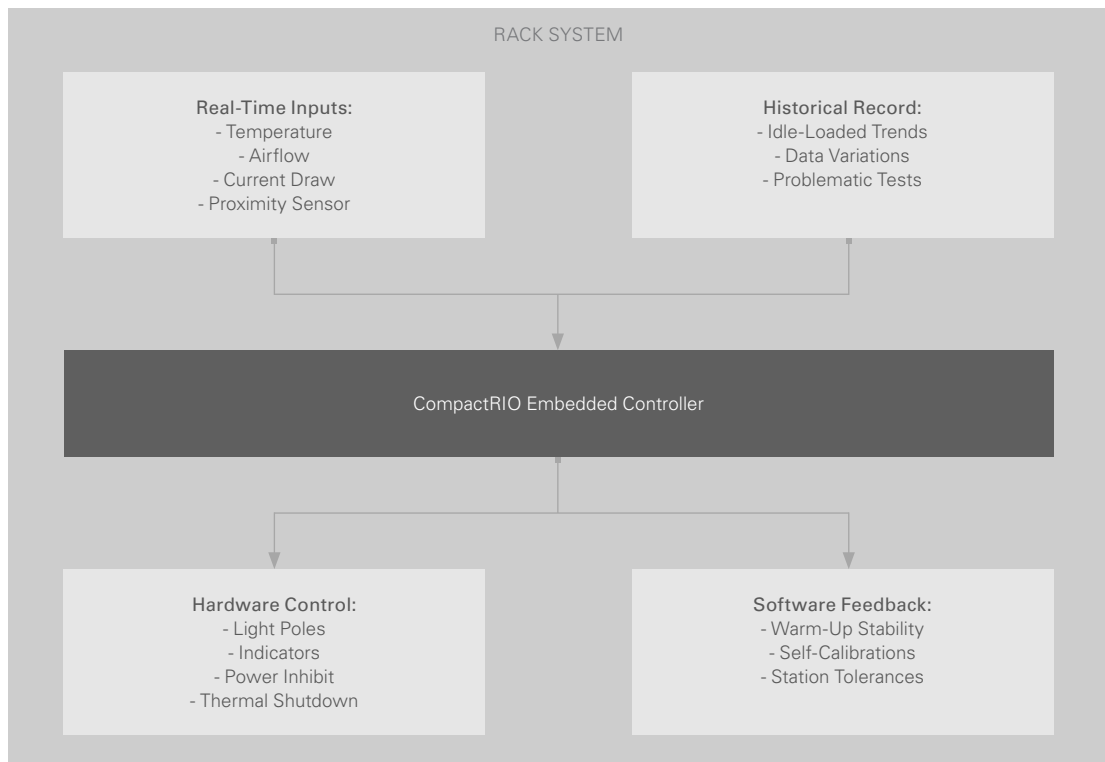 RACK SYSTEM
Real-Time Inputs:
- Temperature
- Airflow
- Current Draw
- Proximity Sensor
Historical Record:
- Idle-Loaded Trends
- Data Variations
- Problematic Tests
CompactRIO Embedded Controller
Hardware Control:
- Light Poles
- Indicators
- Power Inhibit
- Thermal Shutdown
Software Feedback:
- Warm-Up Stability
- Self-Calibrations
- Station Tolerances